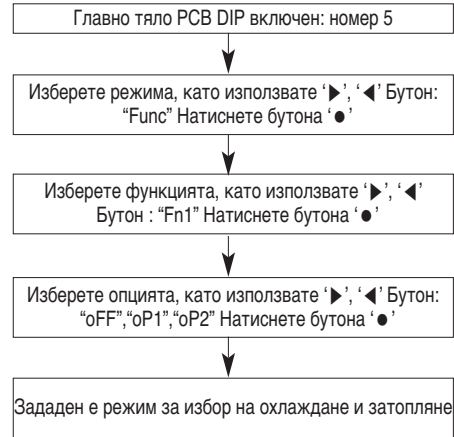 Главно тяло PCB DIP включен: номер 5
Изберете режима, като използвате ‘▶’, ‘◀’ Бутон:
“Func” Натиснете бутона ‘●’
Изберете функцията, като използвате ‘▶’, ‘◀’
Бутон : “Fn1” Натиснете бутона ‘●’
Изберете опцията, като използвате ‘▶’, ‘◀’ Бутон:
“oFF”,“oP1”,“oP2” Натиснете бутона ‘●’
Зададен е режим за избор на охлаждане и затопляне